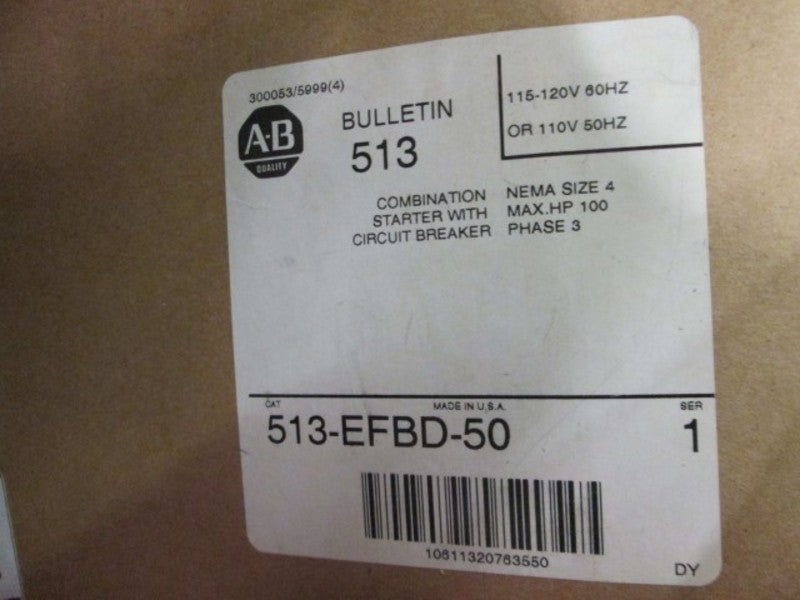 300053/5999(4)
A-B
QUALITY
BULLETIN
513
115-120V 60HZ
OR 110V 50HZ
COMBINATION
STARTER WITH
CIRCUIT BREAKER
NEMA SIZE 4
MAX.HP 100
PHASE 3
CAT
MADE IN U.S.A.
SER
513-EFBD-50
1
10611320763550
DY